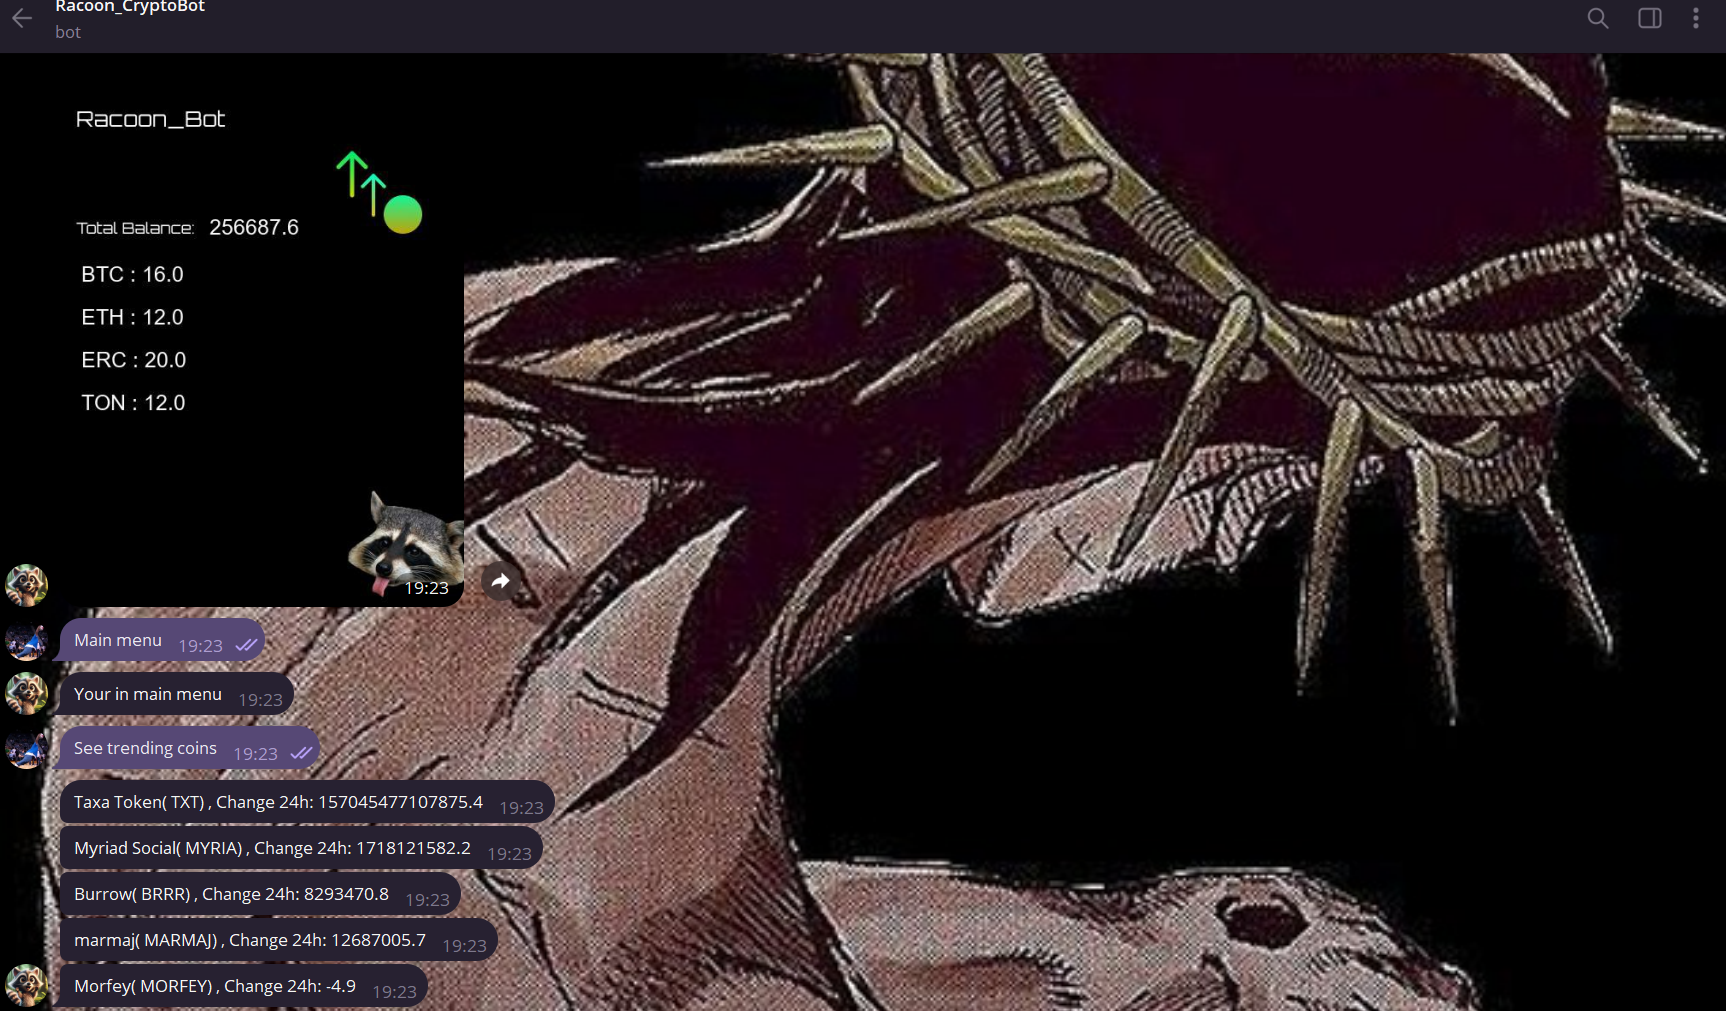 Racoon_CryptoBot
bot
Racoon_Bot
Total Balance: 256687.6
BTC : 16.0
ETH : 12.0
ERC : 20.0
TON : 12.0
19:23
Main menu 19:23
Your in main menu 19:23
See trending coins 19:23
Taxa Token( TXT) , Change 24h: 157045477107875.4 19:23
Myriad Social( MYRIA) , Change 24h: 1718121582.2 19:23
Burrow( BRRR) , Change 24h: 8293470.8 19:23
marmaj( MARMAJ) , Change 24h: 12687005.7 19:23
Morfey( MORFEY) , Change 24h: -4.9 19:23